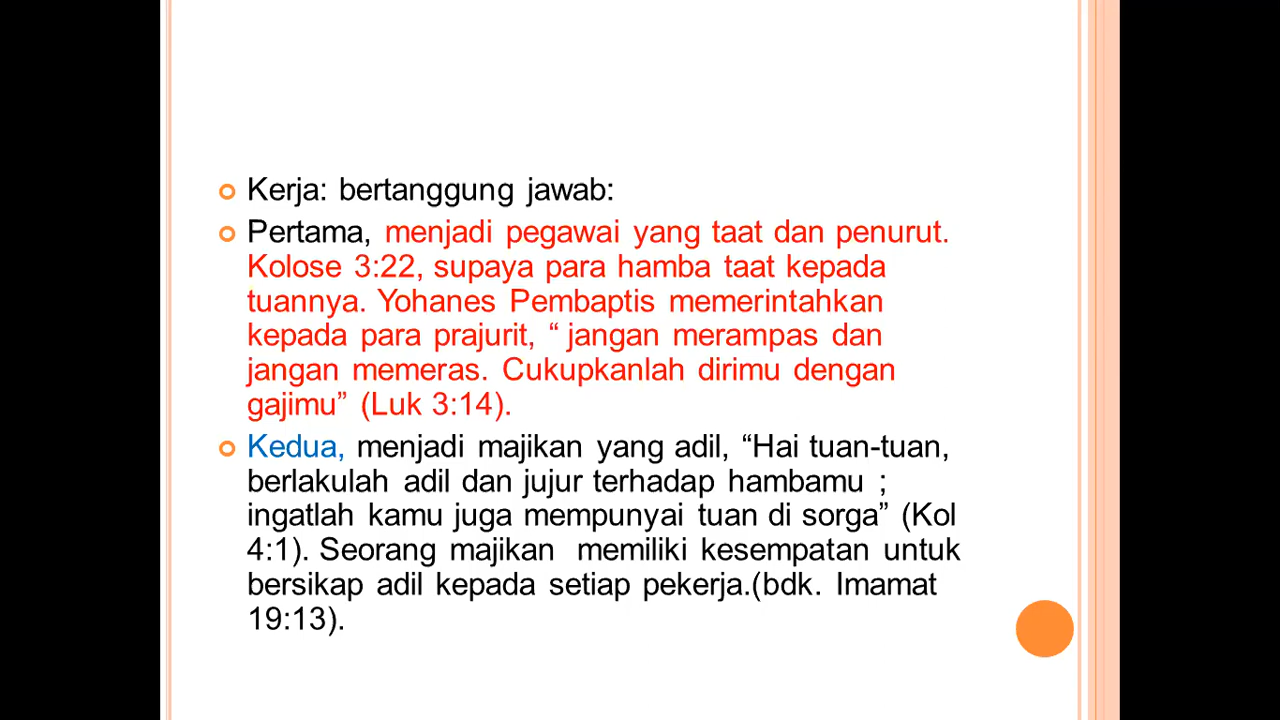 Kerja: bertanggung jawab:
Pertama, menjadi pegawai yang taat dan penurut.
Kolose 3:22, supaya para hamba taat kepada
tuannya. Yohanes Pembaptis memerintahkan
kepada para prajurit, “ jangan merampas dan
jangan memeras. Cukupkanlah dirimu dengan
gajimu” (Luk 3:14).
Kedua, menjadi majikan yang adil, “Hai tuan-tuan,
berlakulah adil dan jujur terhadap hambamu ;
ingatlah kamu juga mempunyai tuan di sorga” (Kol
4:1). Seorang majikan  memiliki kesempatan untuk
bersikap adil kepada setiap pekerja.(bdk. Imamat
19:13).